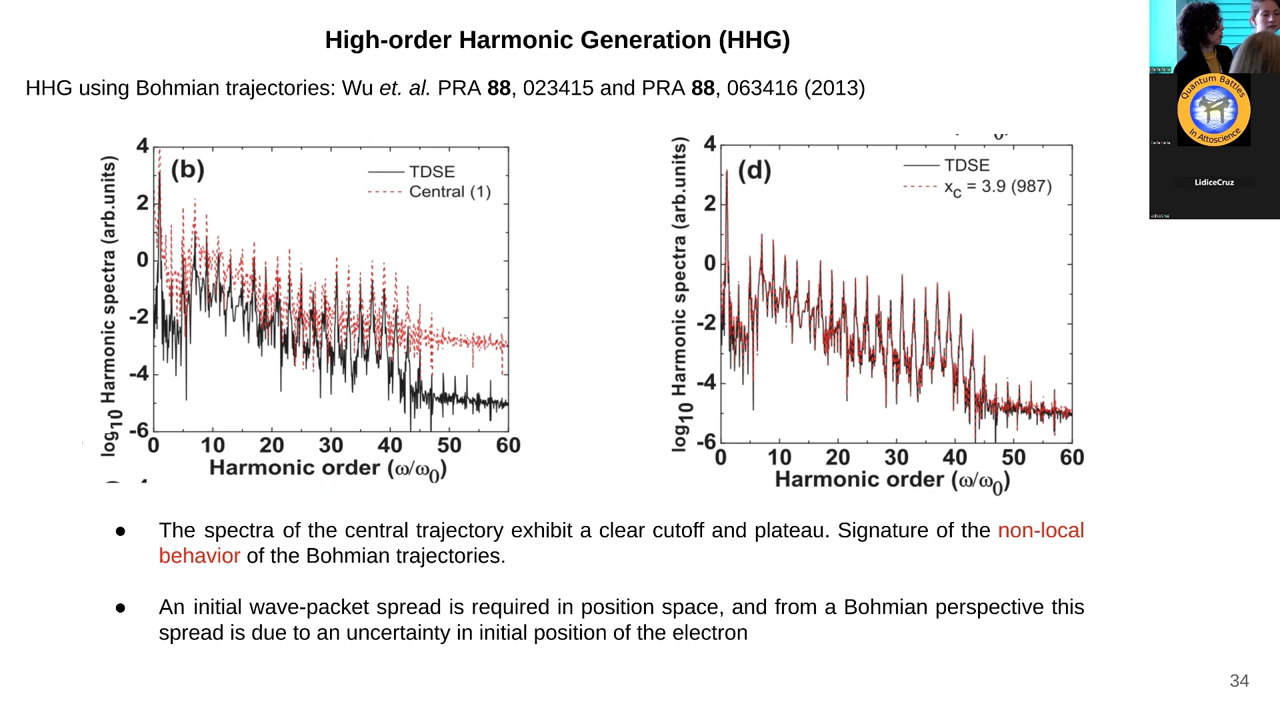 High-order Harmonic Generation (HHG)
HHG using Bohmian trajectories: Wu et. al. PRA 88, 023415 and PRA 88, 063416 (2013)
(b)
TDSE
Central (1)
log10 Harmonic spectra (arb.units)
4
2
0
-2
-4
-6
0 10 20 30 40 50 60
Harmonic order (ω/ω0)
(d)
TDSE
xc = 3.9 (987)
log10 Harmonic spectra (arb.units)
4
2
0
-2
-4
-6
0 10 20 30 40 50 60
Harmonic order (ω/ω0)
● The spectra of the central trajectory exhibit a clear cutoff and plateau. Signature of the non-local
behavior of the Bohmian trajectories.
● An initial wave-packet spread is required in position space, and from a Bohmian perspective this
spread is due to an uncertainty in initial position of the electron
34
Quantum Battles
In Attoscience
LidiceCruz